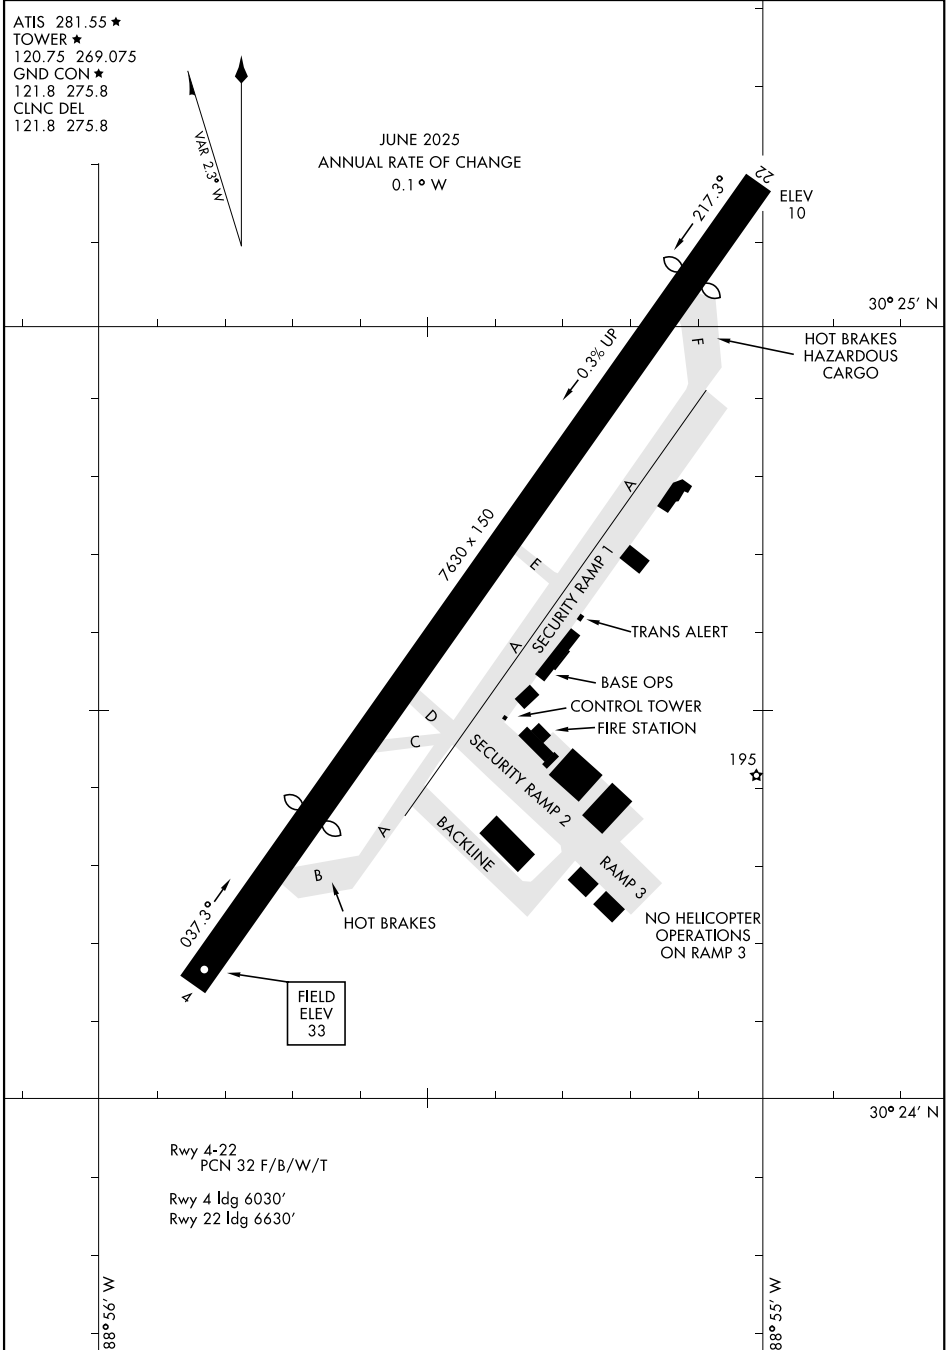 ATIS 281.55 ★
TOWER ★
120.75 269.075
GND CON ★
121.8 275.8
CLNC DEL
121.8 275.8
VAR 2.3° W
JUNE 2025
ANNUAL RATE OF CHANGE
0.1° W
22
ELEV
10
217.3°
30° 25' N
F
HOT BRAKES
HAZARDOUS
CARGO
0.3% UP
A
7630 x 150
E
SECURITY RAMP 1
A
TRANS ALERT
BASE OPS
CONTROL TOWER
FIRE STATION
D
C
SECURITY RAMP 2
195
A
BACKLINE
B
RAMP 3
HOT BRAKES
037.3°
NO HELICOPTER
OPERATIONS
ON RAMP 3
4
FIELD
ELEV
33
30° 24' N
Rwy 4-22
PCN 32 F/B/W/T
Rwy 4 ldg 6030'
Rwy 22 ldg 6630'
88° 56' W
88° 55' W